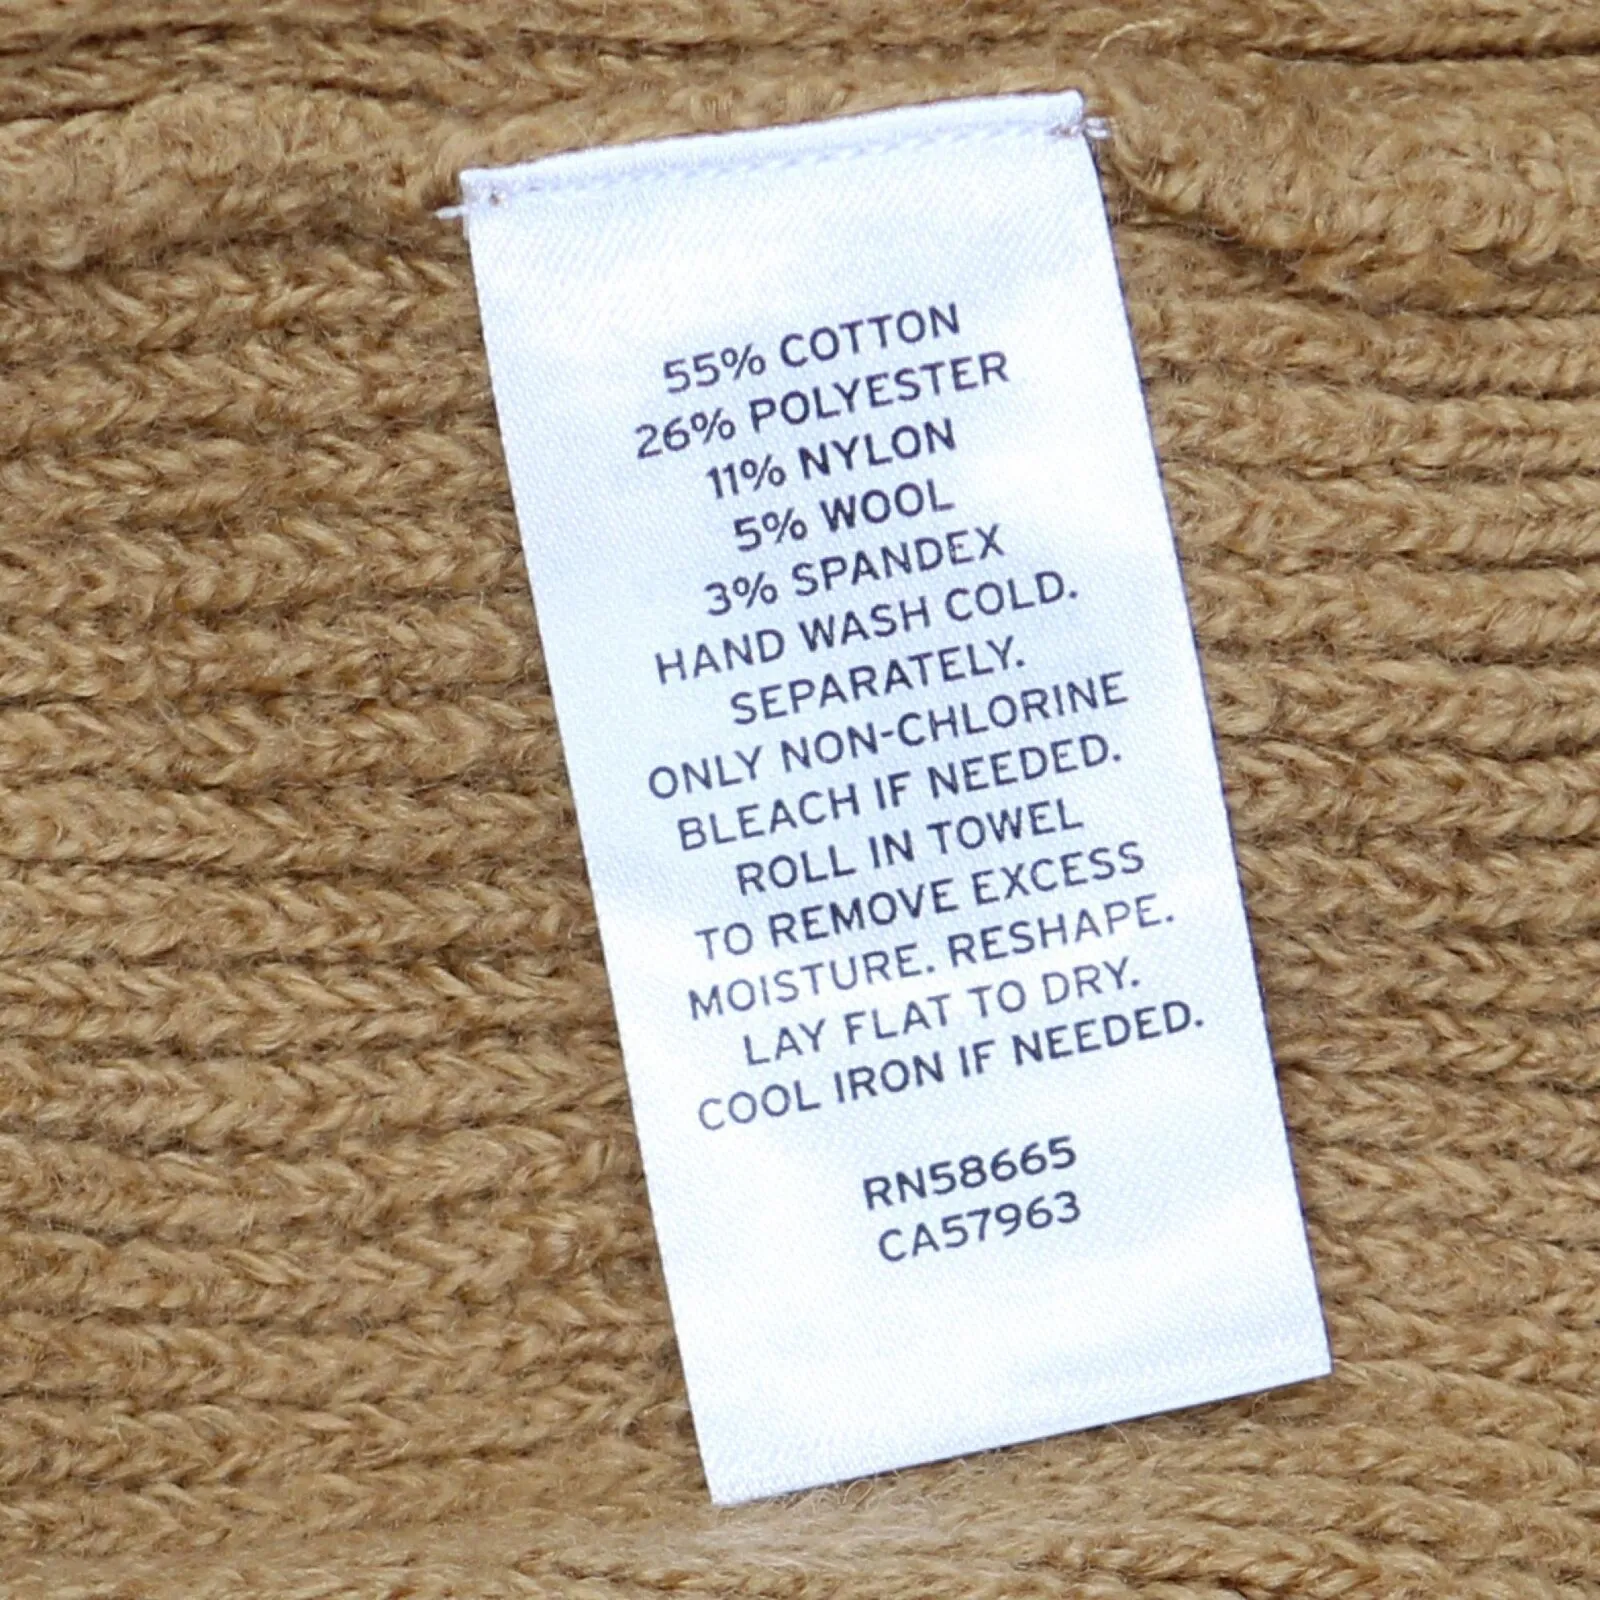 55% COTTON
26% POLYESTER
11% NYLON
5% WOOL
3% SPANDEX
HAND WASH COLD.
SEPARATELY.
ONLY NON-CHLORINE
BLEACH IF NEEDED.
ROLL IN TOWEL
TO REMOVE EXCESS
MOISTURE. RESHAPE.
LAY FLAT TO DRY.
COOL IRON IF NEEDED.
RN58665
CA57963